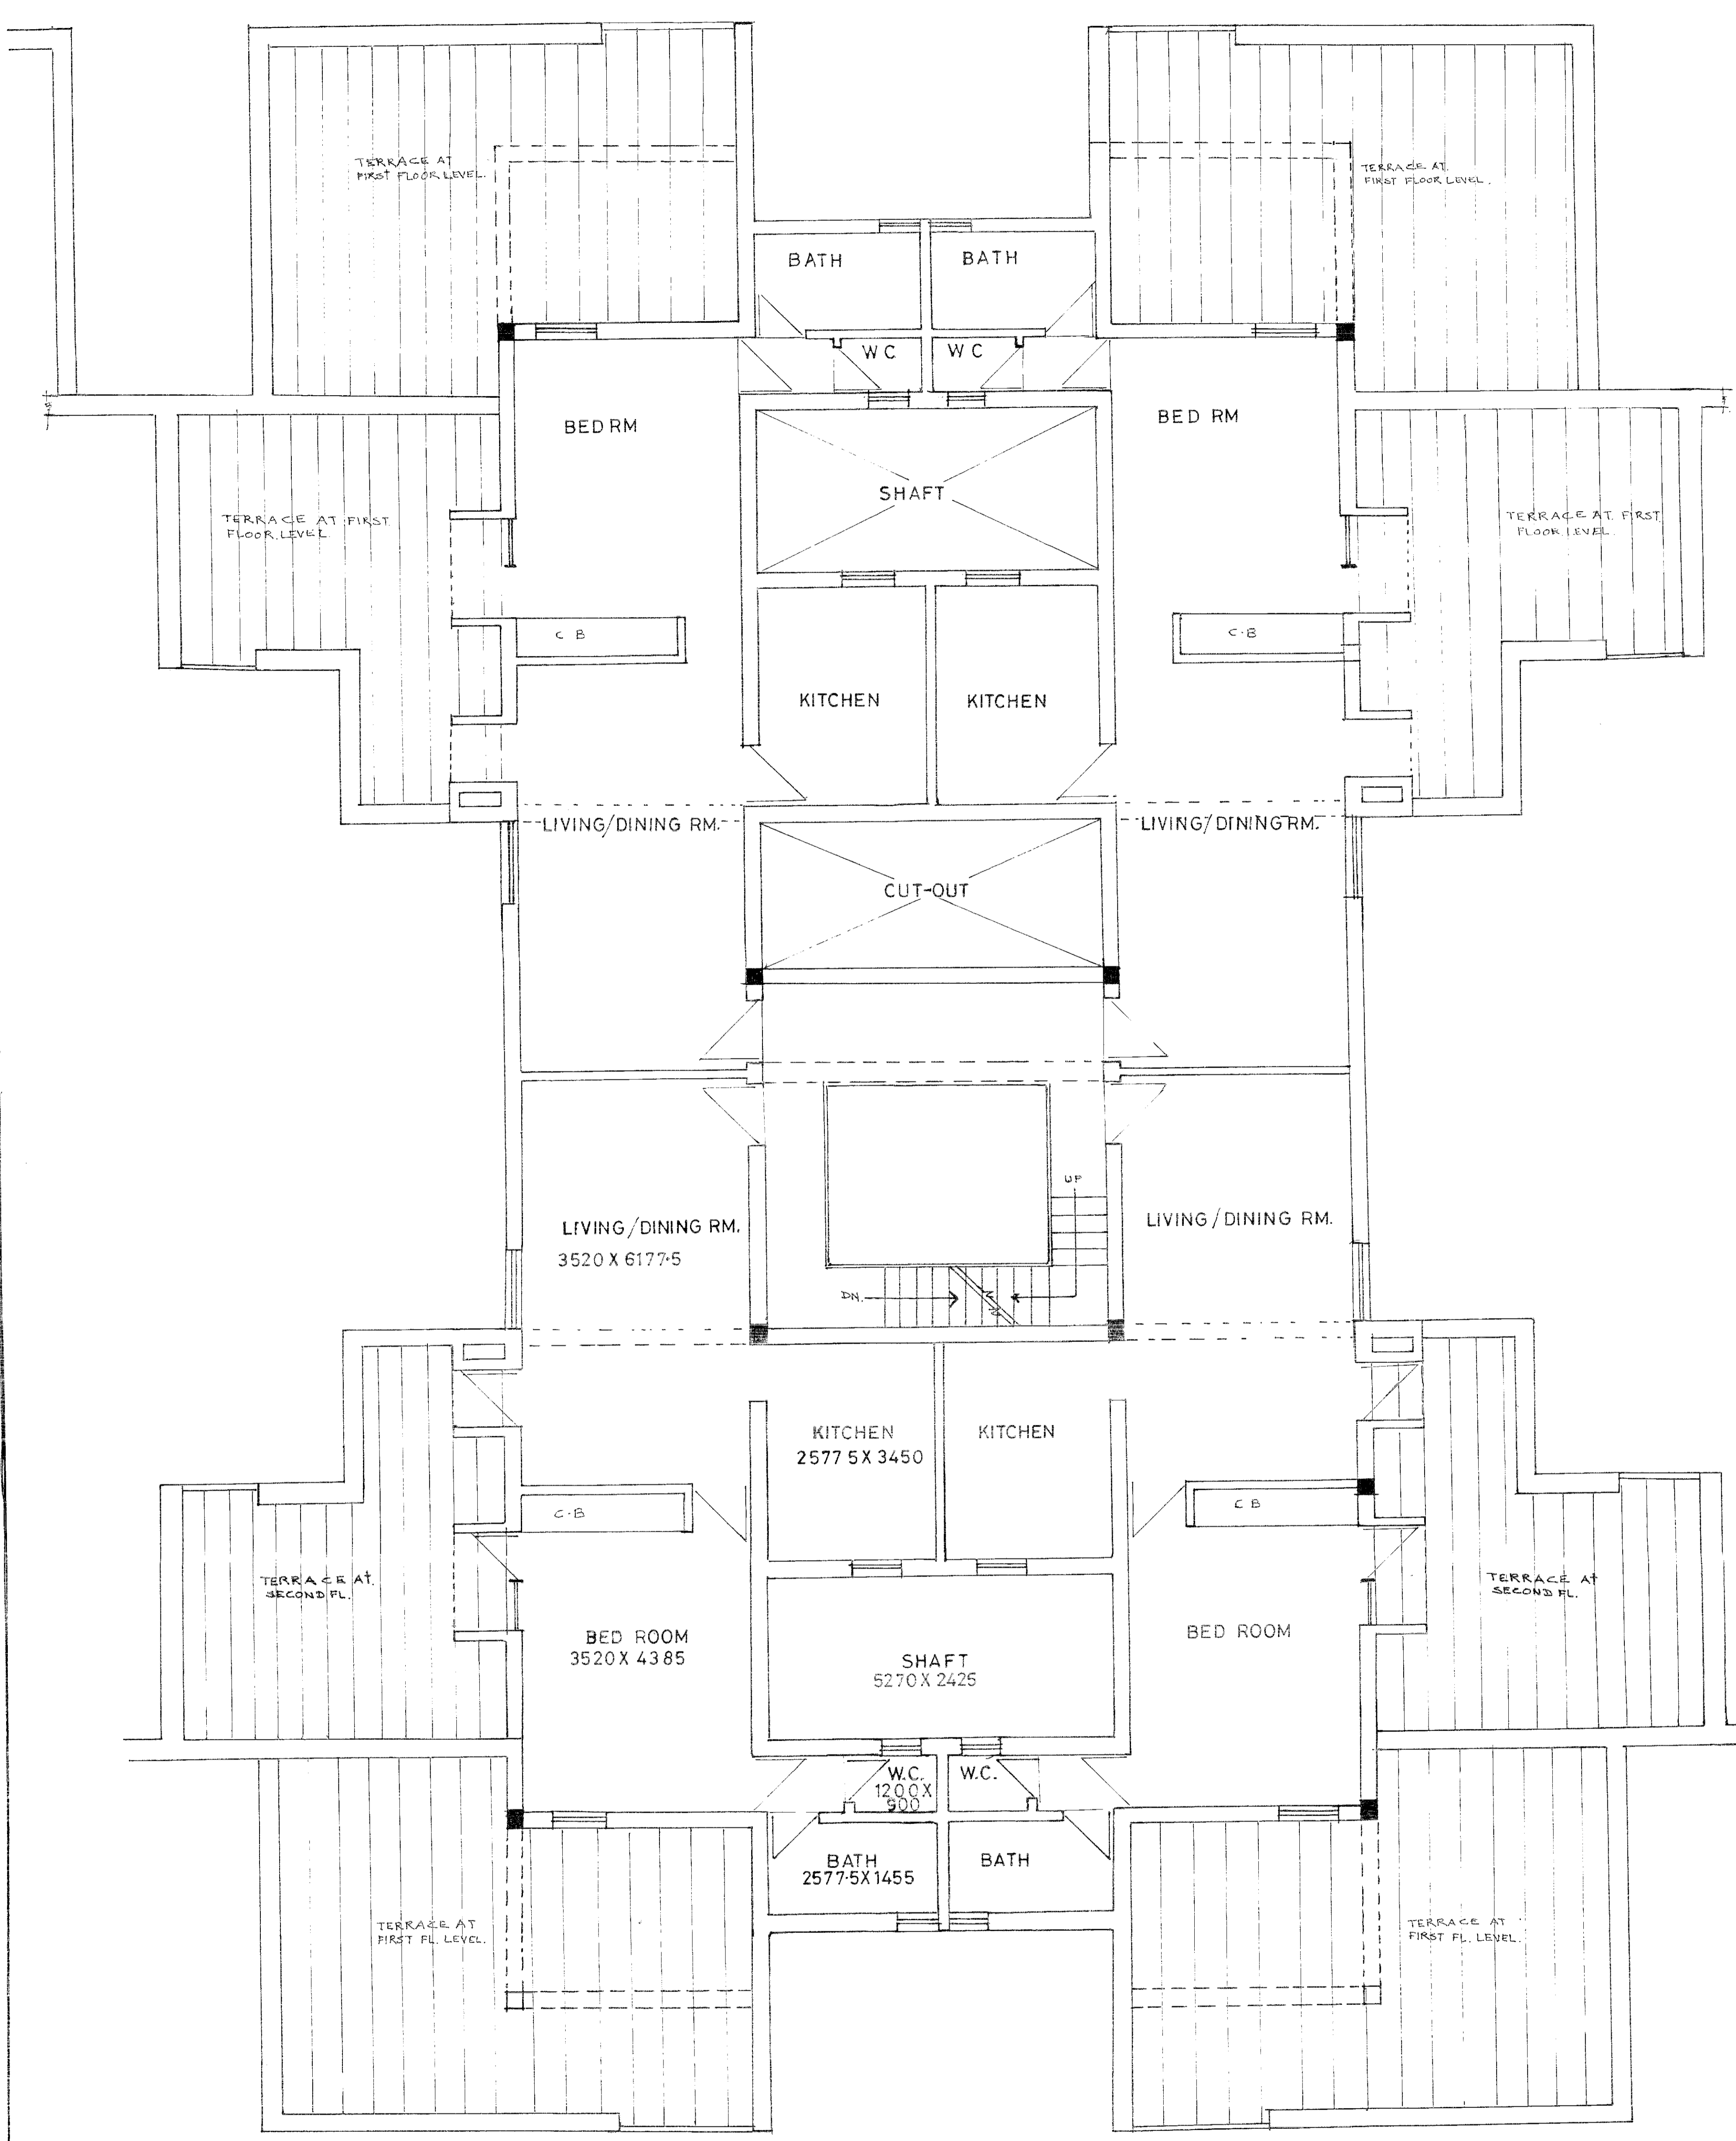 TERRACE AT
FIRST FLOOR LEVEL.
TERRACE AT.
FIRST FLOOR LEVEL.
BATH
BATH
WC
WC
BED RM
BED RM
SHAFT
TERRACE AT FIRST
FLOOR LEVEL
TERRACE AT FIRST
FLOOR LEVEL
C B
C·B
KITCHEN
KITCHEN
LIVING/DINING RM.
LIVING/DINING RM.
CUT-OUT
UP
LIVING/DINING RM.
3520 X 6177·5
LIVING/DINING RM.
DN.
KITCHEN
2577 5 X 3450
KITCHEN
C·B
C B
TERRACE AT.
SECOND FL.
TERRACE AT
SECOND FL.
BED ROOM
3520 X 4385
BED ROOM
SHAFT
5270 X 2425
W.C.
1200 X
900
W.C.
BATH
2577·5 X 1455
BATH
TERRACE AT
FIRST FL. LEVEL.
TERRACE AT
FIRST FL. LEVEL.